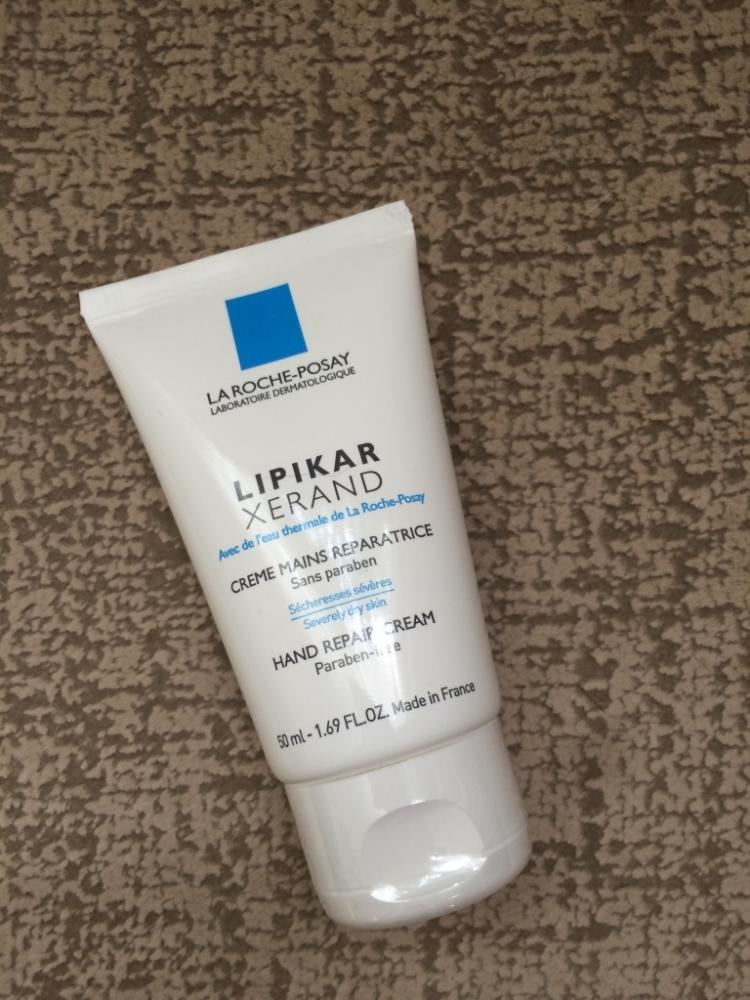 LA ROCHE-POSAY
LABORATOIRE DERMATOLOGIQUE
LIPIKAR
XERAND
Avec de l'eau thermale de La Roche-Posay
CREME MAINS REPARATRICE
Sans paraben
Sécheresses sévères
Severely dry skin
HAND REPAIR CREAM
Paraben-free
50 ml - 1.69 FL.OZ. Made in France